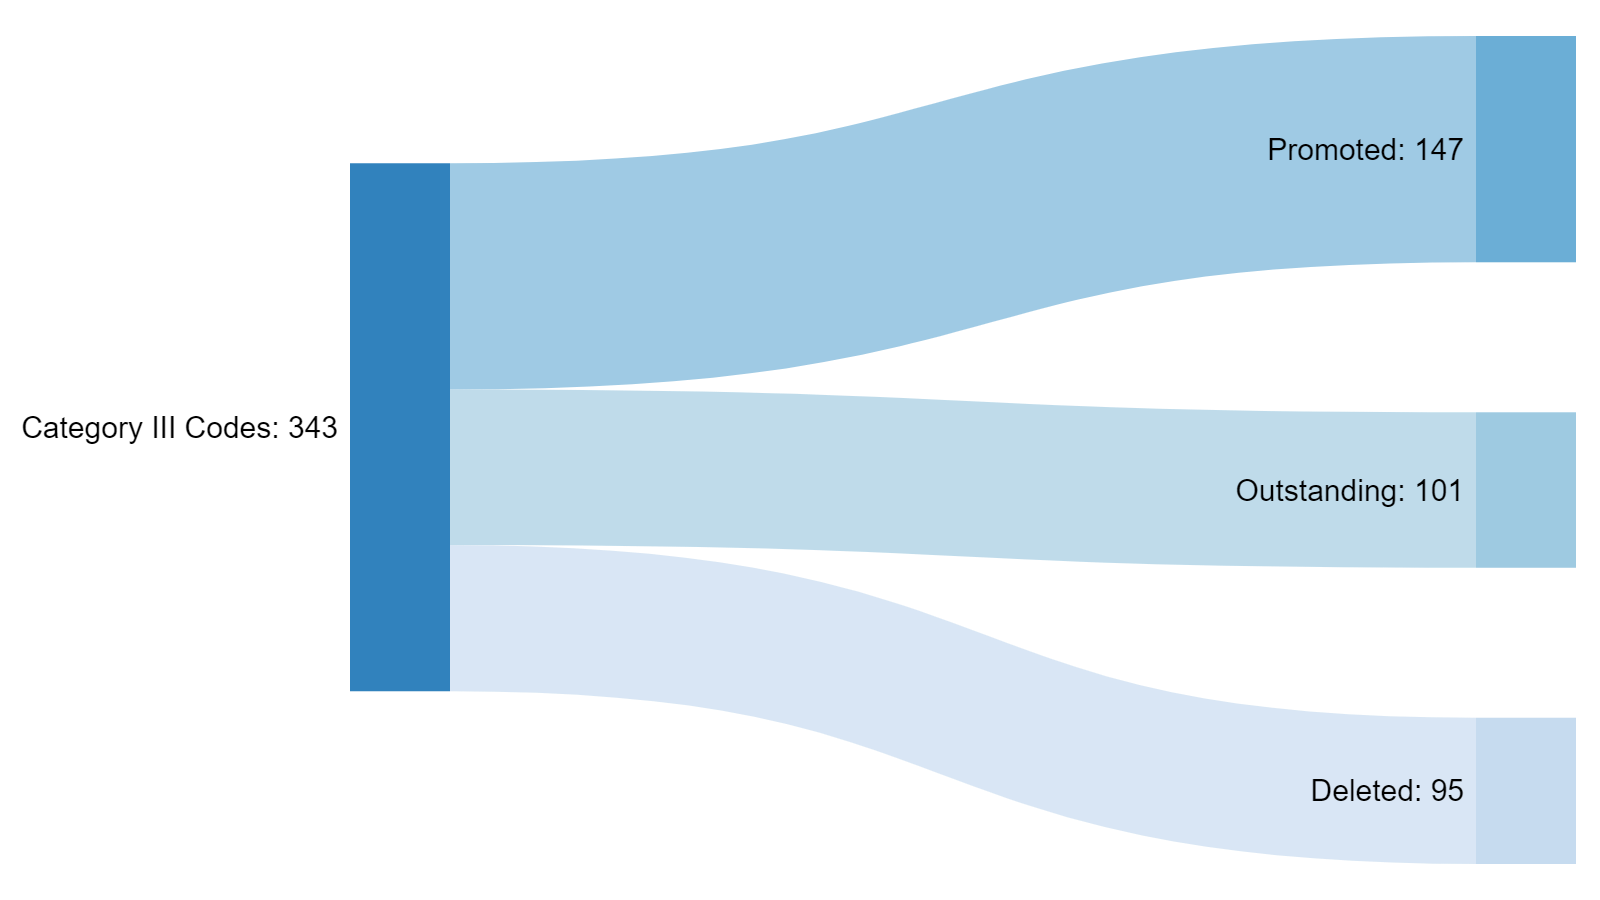 Promoted: 147
Category III Codes: 343
Outstanding: 101
Deleted: 95